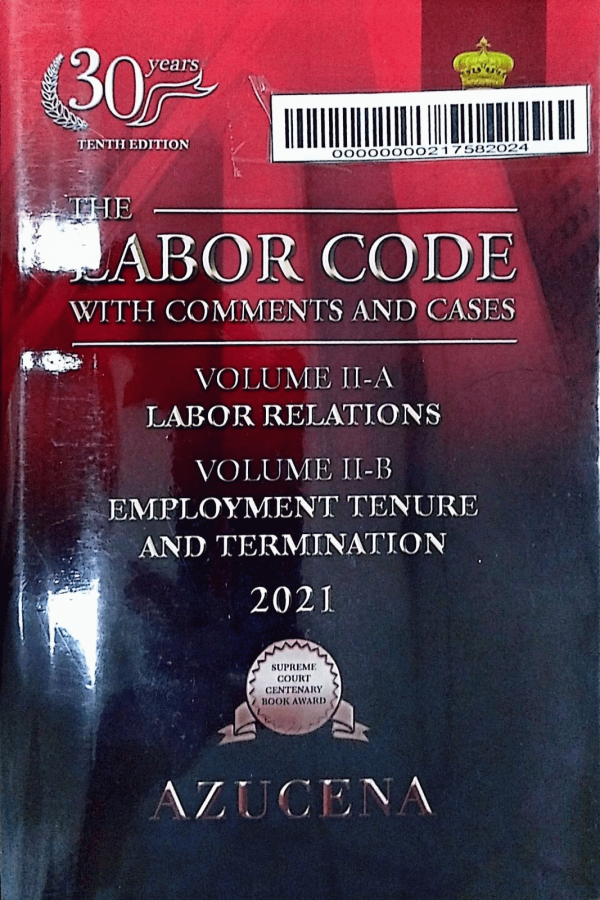 30 years
TENTH EDITION
000000000217582024
THE
LABOR CODE
WITH COMMENTS AND CASES
VOLUME II-A
LABOR RELATIONS
VOLUME II-B
EMPLOYMENT TENURE
AND TERMINATION
2021
SUPREME
COURT
CENTENARY
BOOK AWARD
AZUCENA